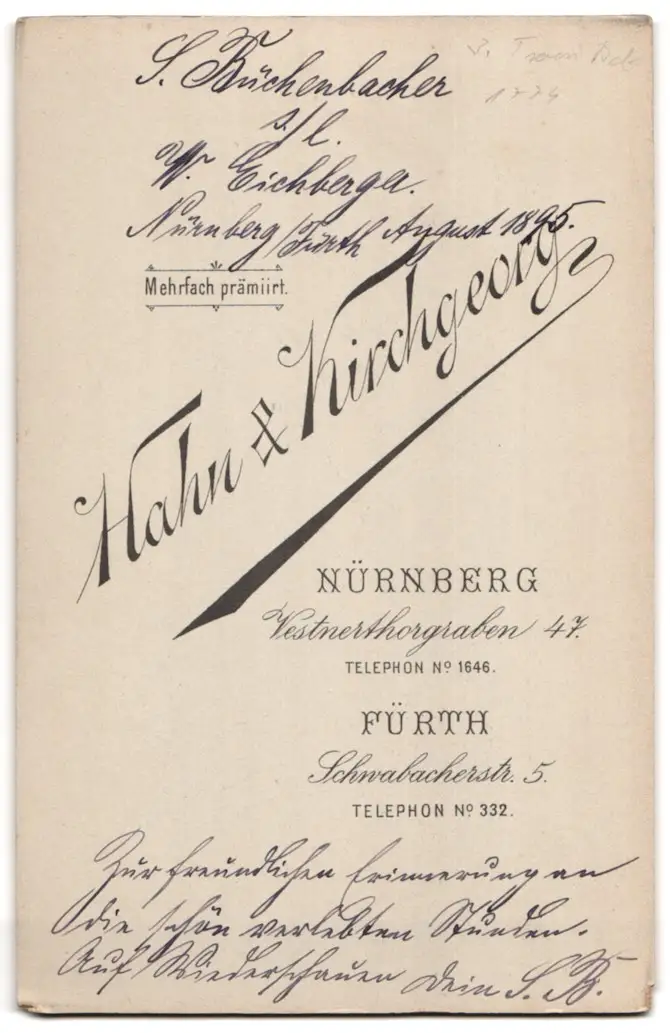 S. Büchenbacher
s/l.
W. Eichberger.
Nürnberg/Fürth August 1895.
Mehrfach prämiirt.
Hahn & Kirchgeorg
NÜRNBERG
Vestnerthorgraben 47.
TELEPHON Nº 1646.
FÜRTH
Schwabacherstr. 5.
TELEPHON Nº 332.
Zur freundlichen Erinnerung an
die schön verlebten Stunden.
Auf Wiederschauen Dein S. B.